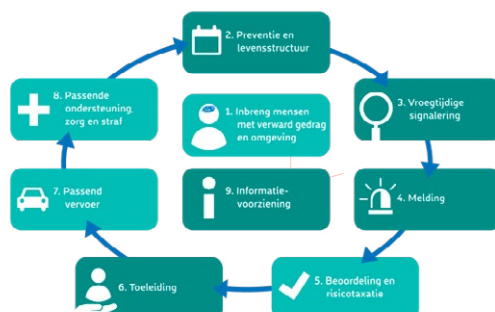 2. Preventie en
levensstructuur
8. Passende
ondersteuning,
zorg en straf
1. Inbreng mensen
met verward gedrag
en omgeving
3. Vroegtijdige
signalering
7. Passend
vervoer
9. Informatie-
voorziening
4. Melding
6. Toeleiding
5. Beoordeling en
risicotaxatie